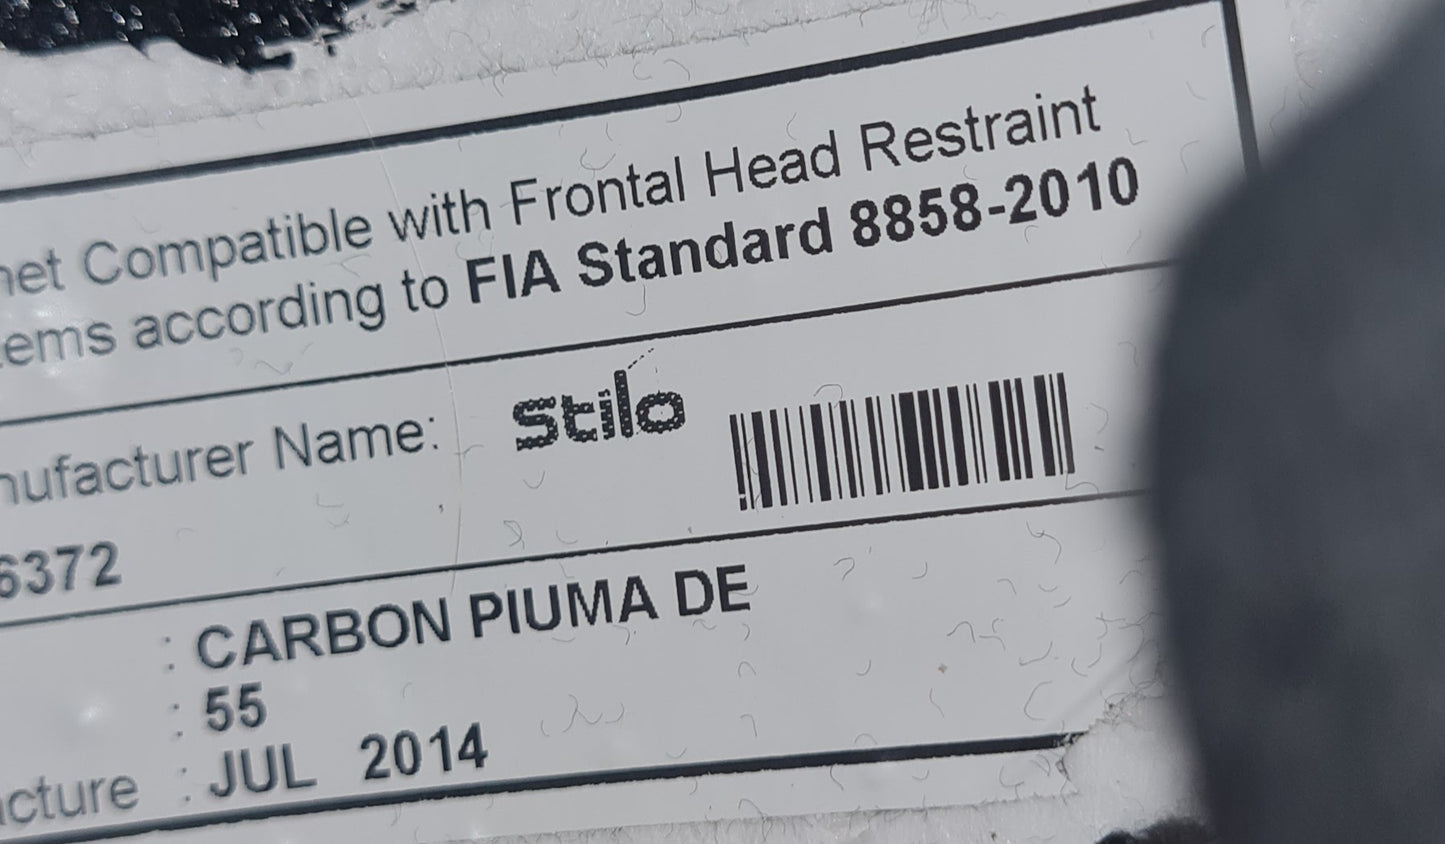 net Compatible with Frontal Head Restraint
ems according to FIA Standard 8858-2010
nufacturer Name: Stilo
6372
: CARBON PIUMA DE
: 55
cture : JUL 2014